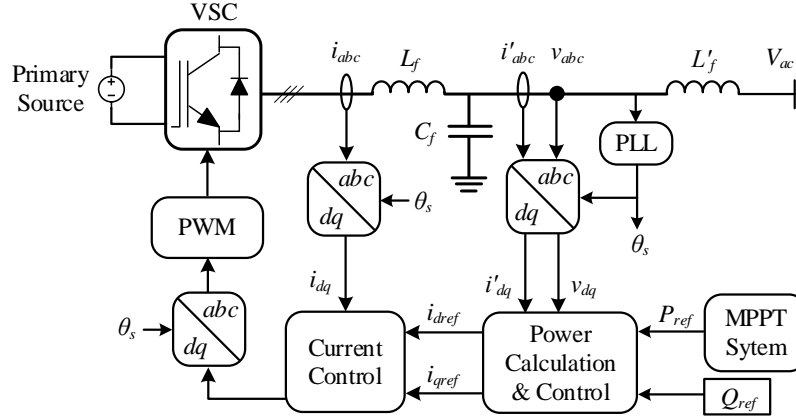 VSC
Primary
Source
i_abc
L_f
i'_abc
v_abc
L'_f
V_ac
C_f
PLL
abc
dq
θ_s
abc
dq
θ_s
PWM
i_dq
i'_dq
v_dq
θ_s
abc
dq
Current
Control
i_dref
i_qref
Power
Calculation
& Control
P_ref
MPPT
Sytem
Q_ref